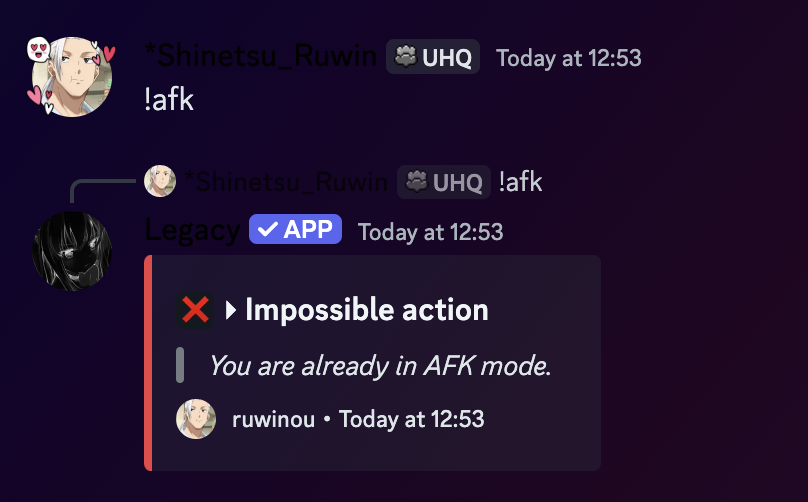 *Shinetsu_Ruwin UHQ Today at 12:53
!afk
*Shinetsu_Ruwin UHQ !afk
Legacy APP Today at 12:53
Impossible action
You are already in AFK mode.
ruwinou • Today at 12:53